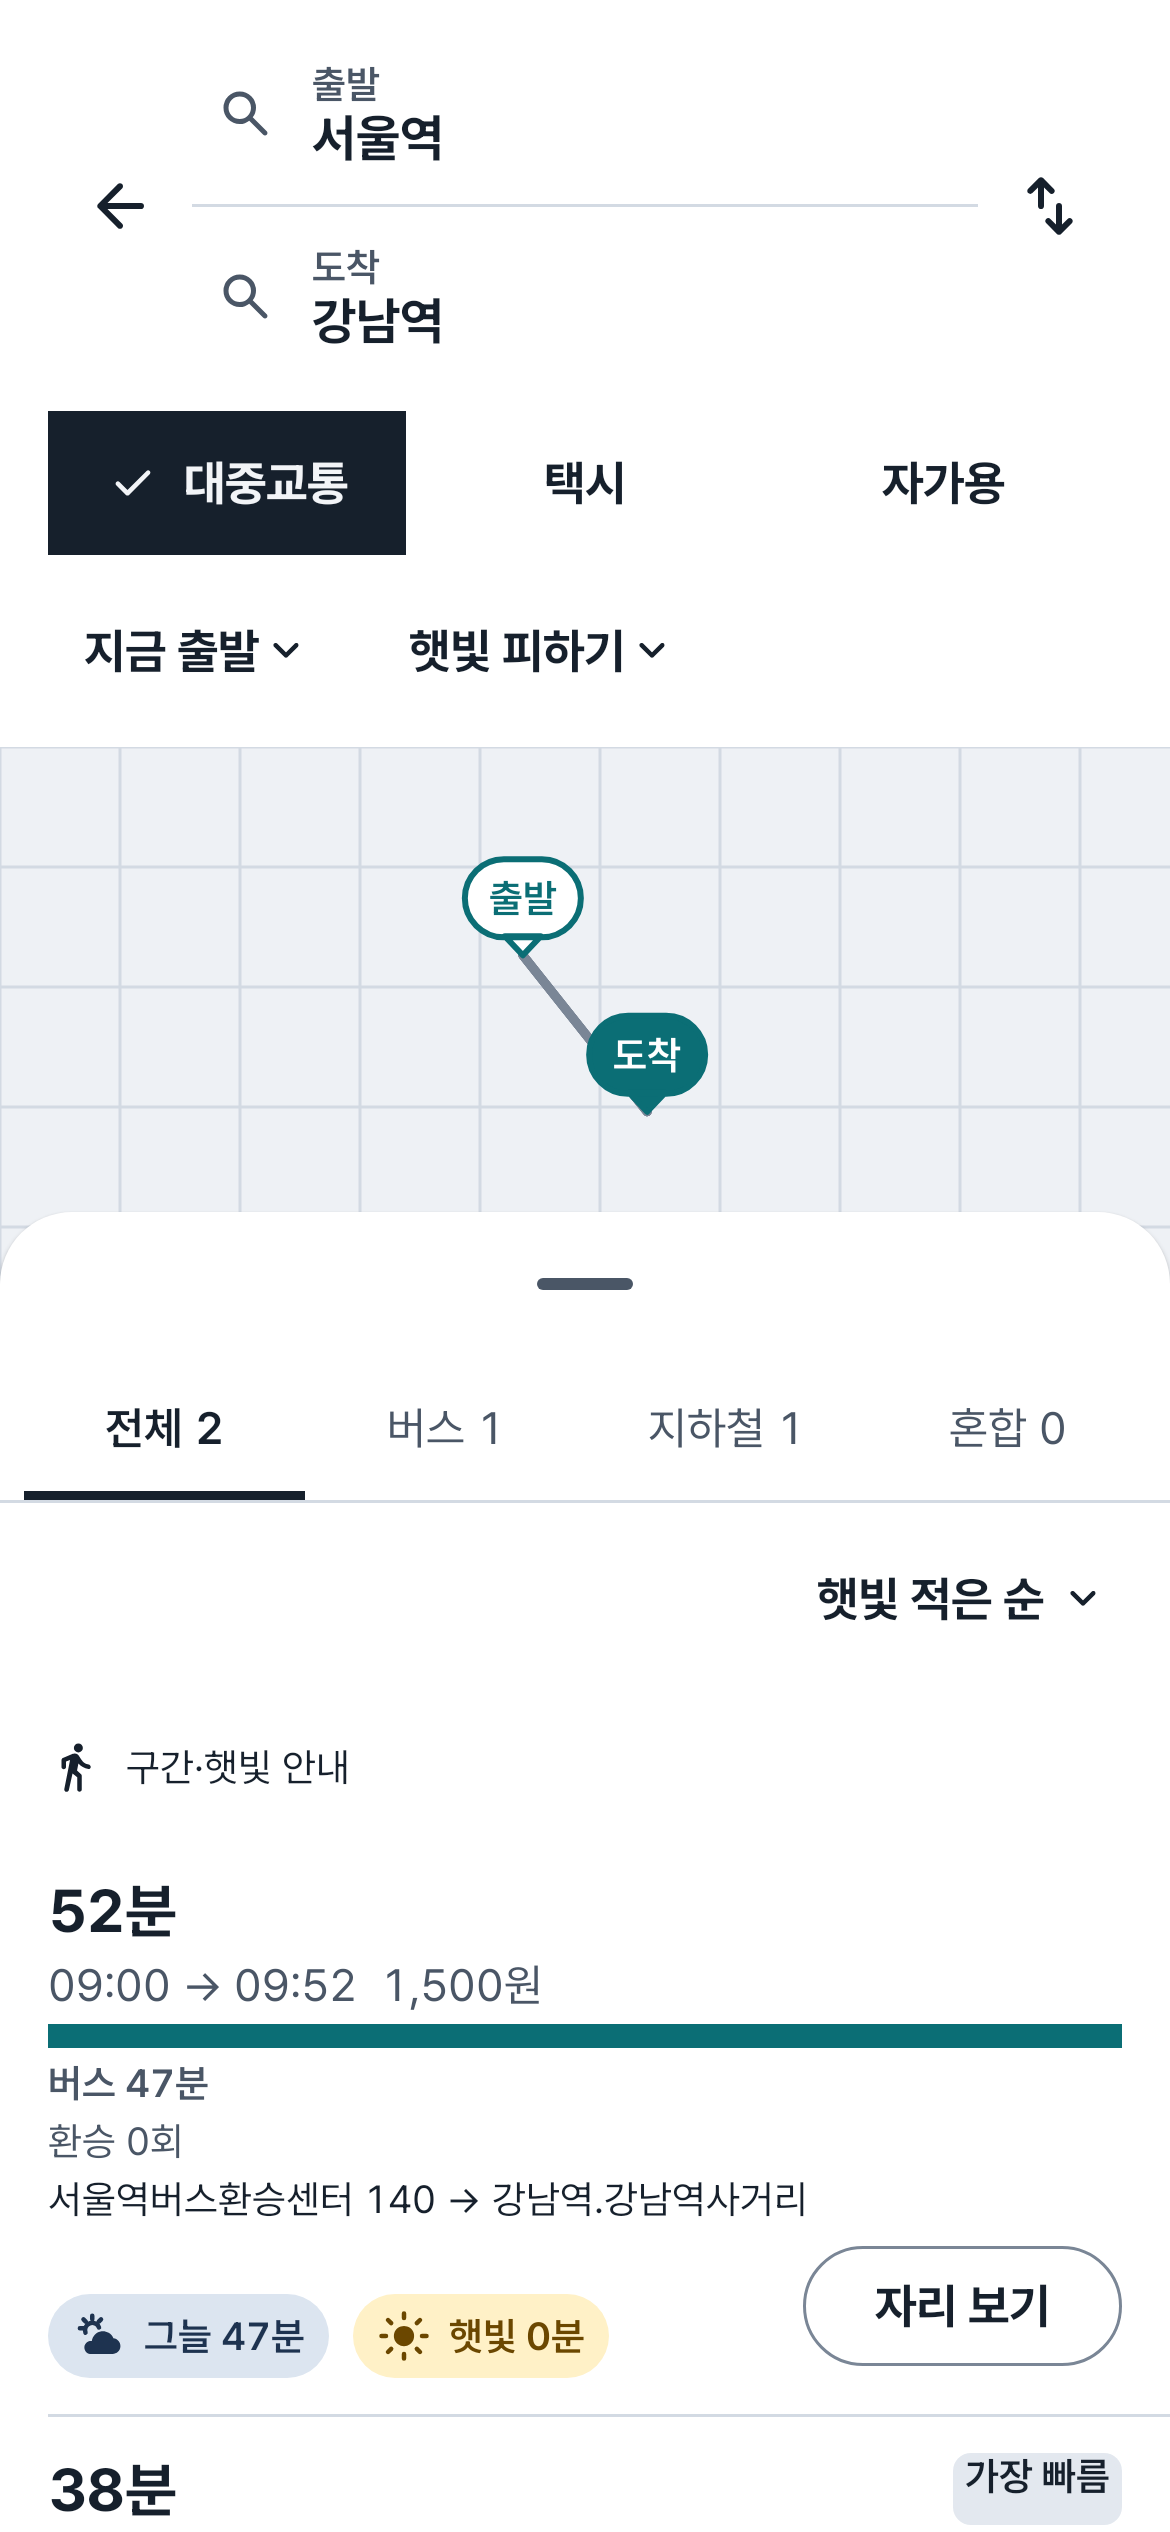 출발
서울역
도착
강남역
대중교통 택시 자가용
지금 출발 햇빛 피하기
출발
도착
전체 2 버스 1 지하철 1 혼합 0
햇빛 적은 순
구간·햇빛 안내
52분
09:00 → 09:52 1,500원
버스 47분
환승 0회
서울역버스환승센터 140 → 강남역.강남역사거리
자리 보기
그늘 47분 햇빛 0분
38분 가장 빠름